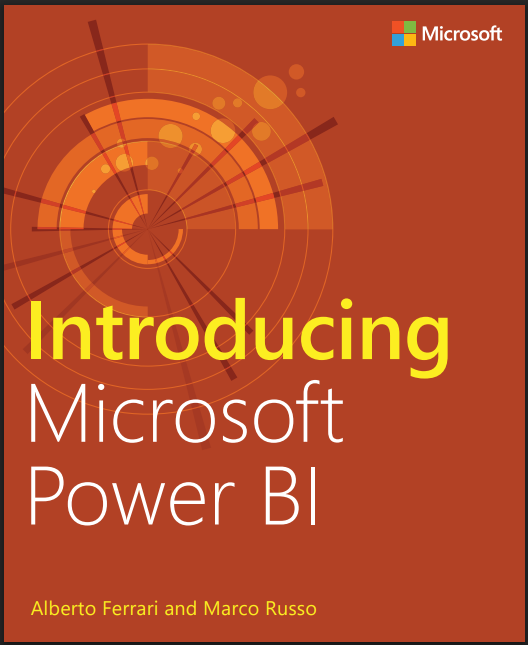 Microsoft
Introducing
Microsoft
Power BI
Alberto Ferrari and Marco Russo